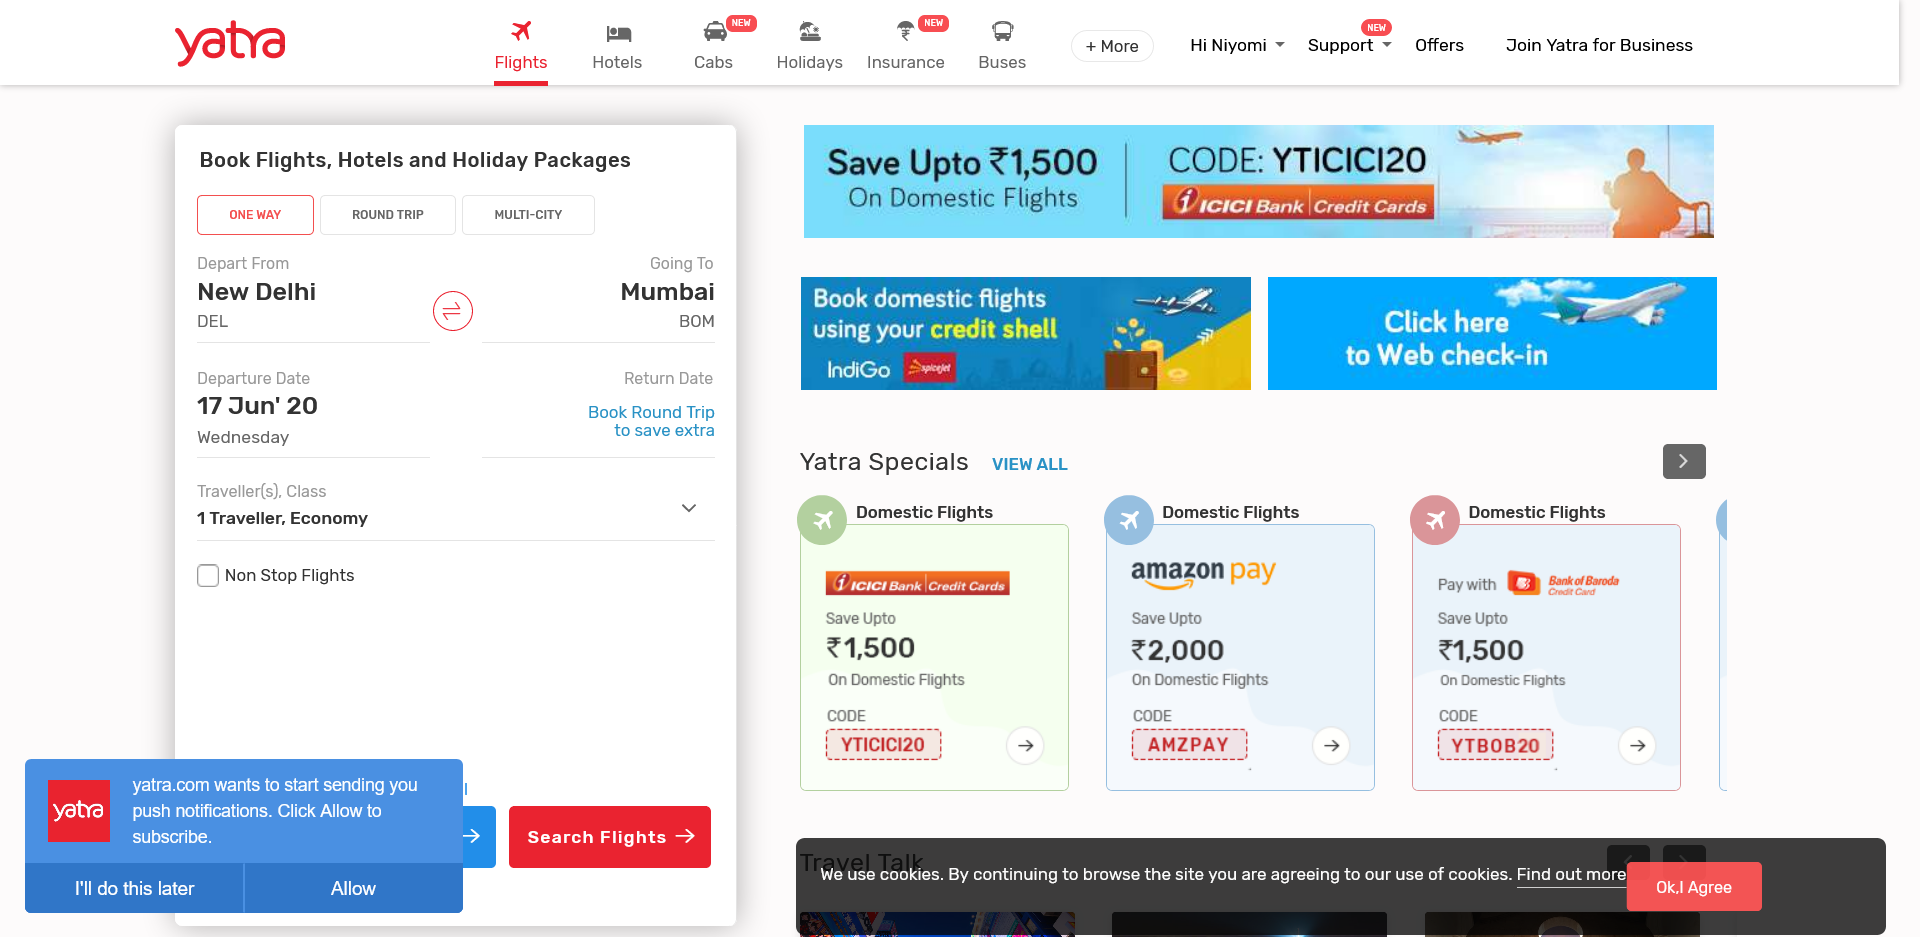 yatra
Flights
Hotels
NEW
Cabs
Holidays
NEW
Insurance
Buses
+ More
Hi Niyomi
NEW
Support
Offers
Join Yatra for Business
Book Flights, Hotels and Holiday Packages
ONE WAY
ROUND TRIP
MULTI-CITY
Depart From
New Delhi
DEL
Going To
Mumbai
BOM
Departure Date
17 Jun' 20
Wednesday
Return Date
Book Round Trip
to save extra
Traveller(s), Class
1 Traveller, Economy
Non Stop Flights
Search Flights
yatra
yatra.com wants to start sending you
push notifications. Click Allow to
subscribe.
I'll do this later
Allow
Save Upto ₹1,500
On Domestic Flights
CODE: YTICICI20
ICICI Bank Credit Cards
Book domestic flights
using your credit shell
IndiGo
spicejet
Click here
to Web check-in
Yatra Specials
VIEW ALL
Domestic Flights
ICICI Bank Credit Cards
Save Upto
₹1,500
On Domestic Flights
CODE
YTICICI20
Domestic Flights
amazon pay
Save Upto
₹2,000
On Domestic Flights
CODE
AMZPAY
Domestic Flights
Pay with
Bank of Baroda
Credit Card
Save Upto
₹1,500
On Domestic Flights
CODE
YTBOB20
Travel Talk
We use cookies. By continuing to browse the site you are agreeing to our use of cookies. Find out more
Ok,I Agree